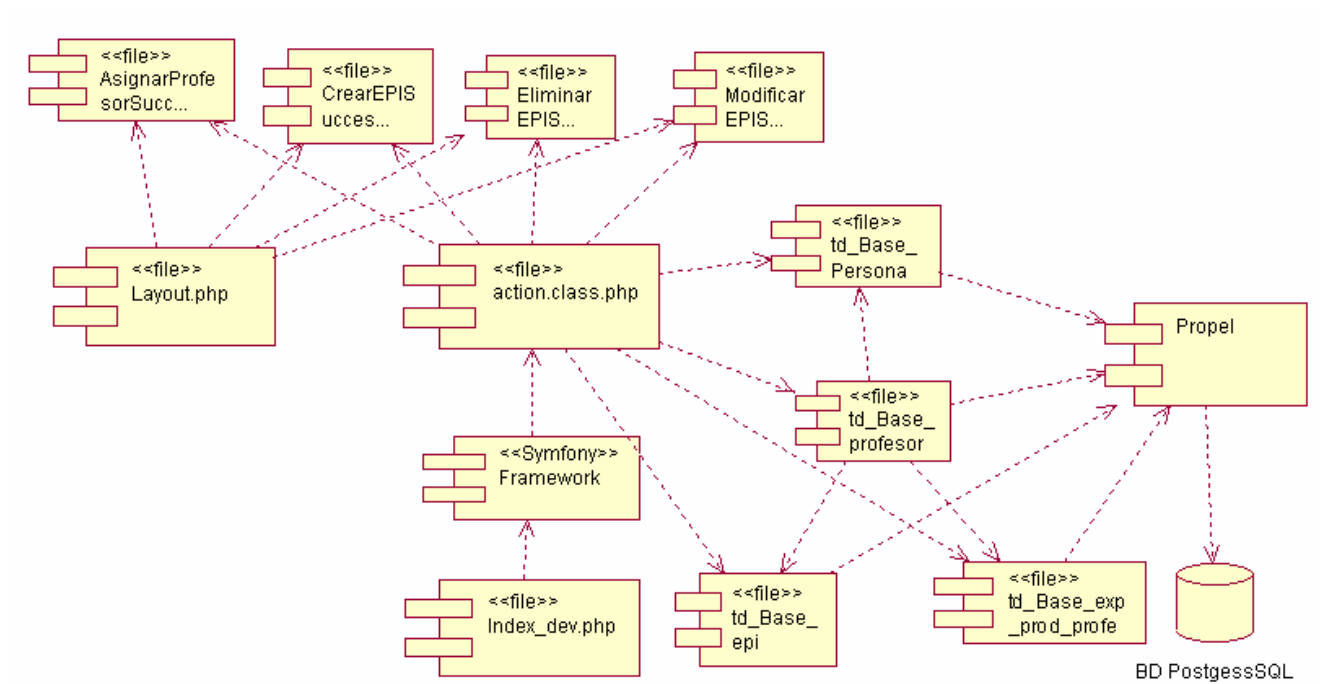 <<file>>
AsignarProfe
sorSucc...
<<file>>
CrearEPIS
ucces...
<<file>>
Eliminar
EPIS...
<<file>>
Modificar
EPIS...
<<file>>
Layout.php
<<file>>
action.class.php
<<file>>
td_Base_
Persona
Propel
<<file>>
td_Base_
profesor
<<Symfony>>
Framework
<<file>>
Index_dev.php
<<file>>
td_Base_
epi
<<file>>
td_Base_exp
_prod_profe
BD PostgessSQL